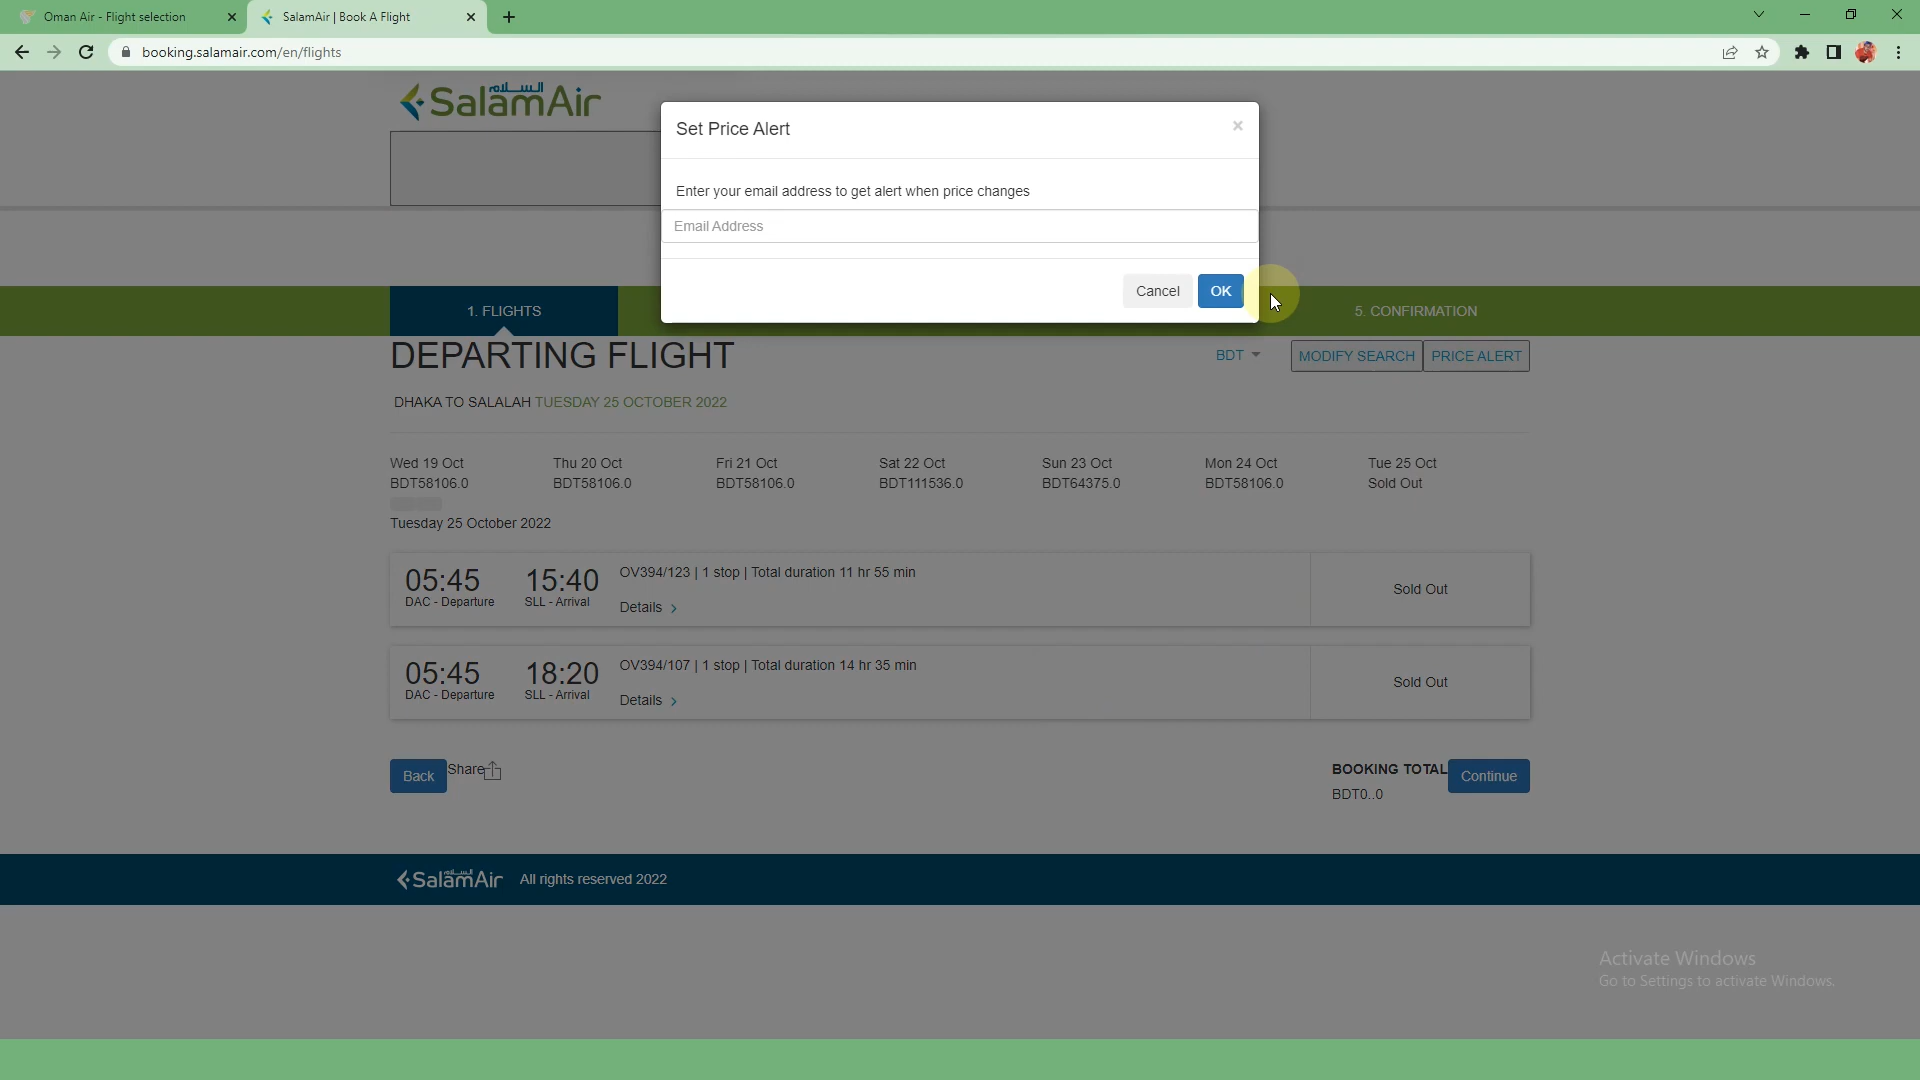 Oman Air - Flight selection
SalamAir | Book A Flight
booking.salamair.com/en/flights
السلام
SalamAir
Set Price Alert
×
Enter your email address to get alert when price changes
Email Address
Cancel
OK
1. FLIGHTS
5. CONFIRMATION
DEPARTING FLIGHT
BDT
MODIFY SEARCH
PRICE ALERT
DHAKA TO SALALAH TUESDAY 25 OCTOBER 2022
Wed 19 Oct
Thu 20 Oct
Fri 21 Oct
Sat 22 Oct
Sun 23 Oct
Mon 24 Oct
Tue 25 Oct
BDT58106.0
BDT58106.0
BDT58106.0
BDT111536.0
BDT64375.0
BDT58106.0
Sold Out
Tuesday 25 October 2022
05:45
15:40
OV394/123 | 1 stop | Total duration 11 hr 55 min
DAC - Departure
SLL - Arrival
Details
Sold Out
05:45
18:20
OV394/107 | 1 stop | Total duration 14 hr 35 min
DAC - Departure
SLL - Arrival
Details
Sold Out
Back
Share
BOOKING TOTAL
BDT0..0
Continue
السلام
SalamAir
All rights reserved 2022
Activate Windows
Go to Settings to activate Windows.